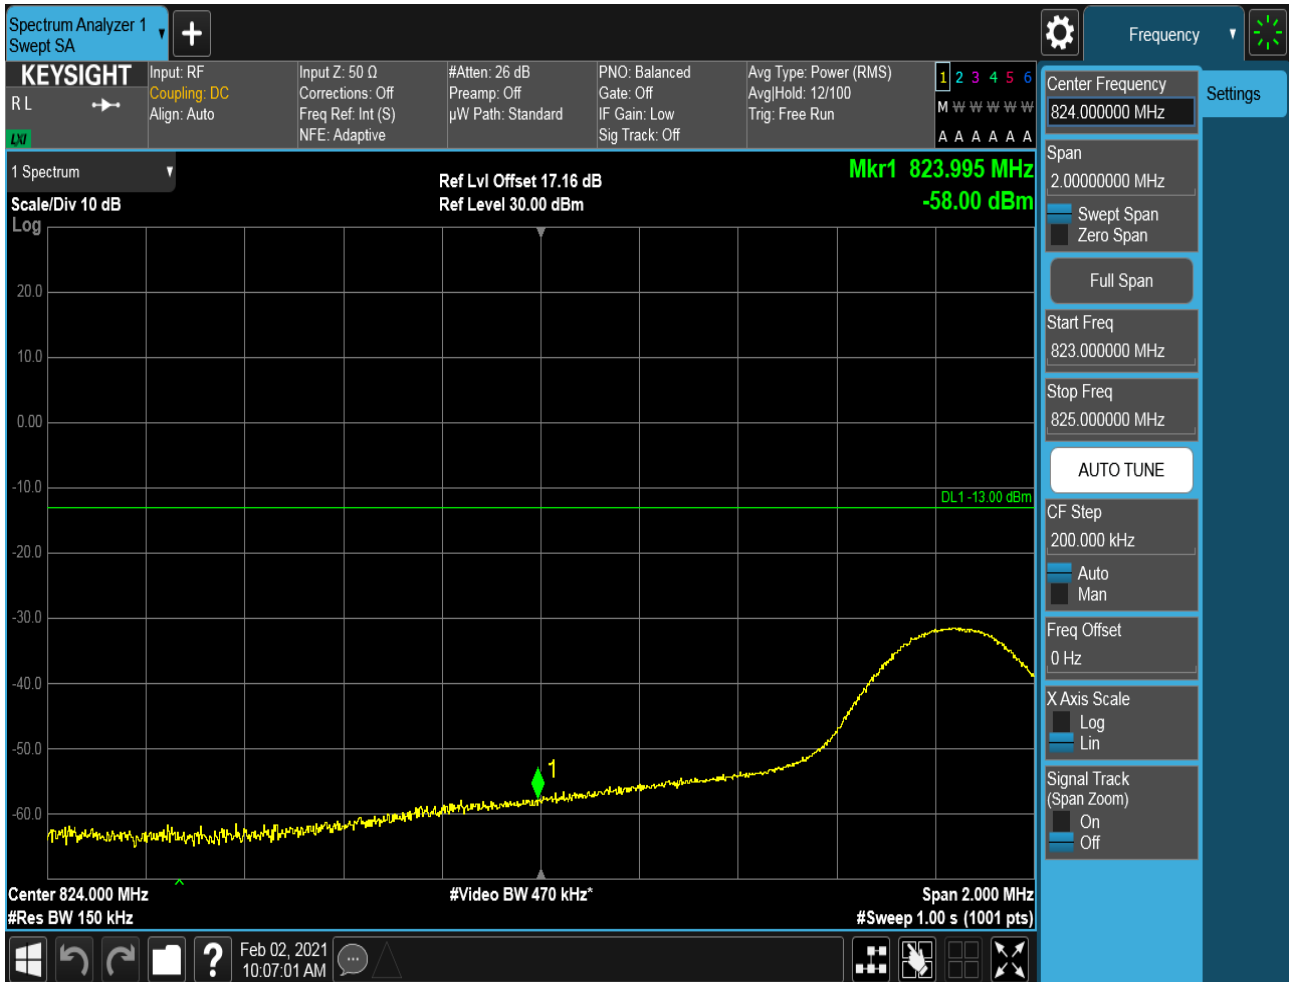 Spectrum Analyzer 1
Swept SA
Frequency
KEYSIGHT
R L
LXI
Input: RF
Coupling: DC
Align: Auto
Input Z: 50 Ω
Corrections: Off
Freq Ref: Int (S)
NFE: Adaptive
#Atten: 26 dB
Preamp: Off
µW Path: Standard
PNO: Balanced
Gate: Off
IF Gain: Low
Sig Track: Off
Avg Type: Power (RMS)
Avg|Hold: 12/100
Trig: Free Run
1 2 3 4 5 6
M W W W W W
A A A A A A
1 Spectrum
Scale/Div 10 dB
Log
Ref Lvl Offset 17.16 dB
Ref Level 30.00 dBm
Mkr1 823.995 MHz
-58.00 dBm
20.0
10.0
0.00
-10.0
DL1 -13.00 dBm
-20.0
-30.0
-40.0
-50.0
1
-60.0
Center 824.000 MHz
#Res BW 150 kHz
#Video BW 470 kHz*
Span 2.000 MHz
#Sweep 1.00 s (1001 pts)
?
Feb 02, 2021
10:07:01 AM
Center Frequency
824.000000 MHz
Settings
Span
2.00000000 MHz
Swept Span
Zero Span
Full Span
Start Freq
823.000000 MHz
Stop Freq
825.000000 MHz
AUTO TUNE
CF Step
200.000 kHz
Auto
Man
Freq Offset
0 Hz
X Axis Scale
Log
Lin
Signal Track
(Span Zoom)
On
Off